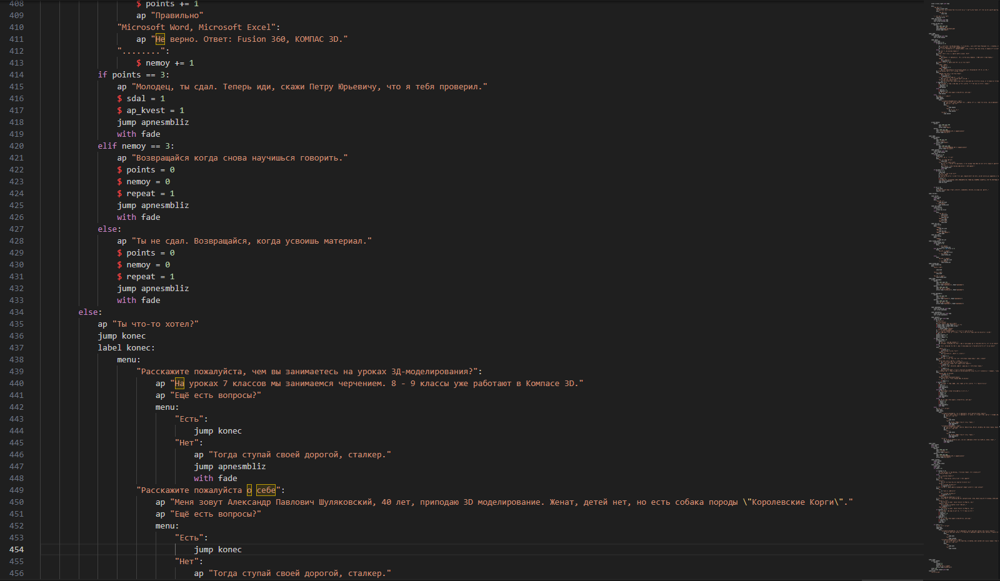 408 $ points += 1
409 ap "Правильно"
410 "Microsoft Word, Microsoft Excel":
411 ap "Не верно. Ответ: Fusion 360, КОМПАС 3D."
412 "........":
413 $ nemoy += 1
414 if points == 3:
415 ap "Молодец, ты сдал. Теперь иди, скажи Петру Юрьевичу, что я тебя проверил."
416 $ sdal = 1
417 $ ap_kvest = 1
418 jump apnesmbliz
419 with fade
420 elif nemoy == 3:
421 ap "Возвращайся когда снова научишься говорить."
422 $ points = 0
423 $ nemoy = 0
424 $ repeat = 1
425 jump apnesmbliz
426 with fade
427 else:
428 ap "Ты не сдал. Возвращайся, когда усвоишь материал."
429 $ points = 0
430 $ nemoy = 0
431 $ repeat = 1
432 jump apnesmbliz
433 with fade
434 else:
435 ap "Ты что-то хотел?"
436 jump konec
437 label konec:
438 menu:
439 "Расскажите пожалуйста, чем вы занимаетесь на уроках 3Д-моделирования?":
440 ap "На уроках 7 классов мы занимаемся черчением. 8 - 9 классы уже работают в Компасе 3D."
441 ap "Ещё есть вопросы?"
442 menu:
443 "Есть":
444 jump konec
445 "Нет":
446 ap "Тогда ступай своей дорогой, сталкер."
447 jump apnesmbliz
448 with fade
449 "Расскажите пожалуйста о себе":
450 ap "Меня зовут Александр Павлович Шуляковский, 40 лет, приподаю 3D моделирование. Женат, детей нет, но есть собака породы \"Королевские Корги\"."
451 ap "Ещё есть вопросы?"
452 menu:
453 "Есть":
454 jump konec
455 "Нет":
456 ap "Тогда ступай своей дорогой, сталкер."